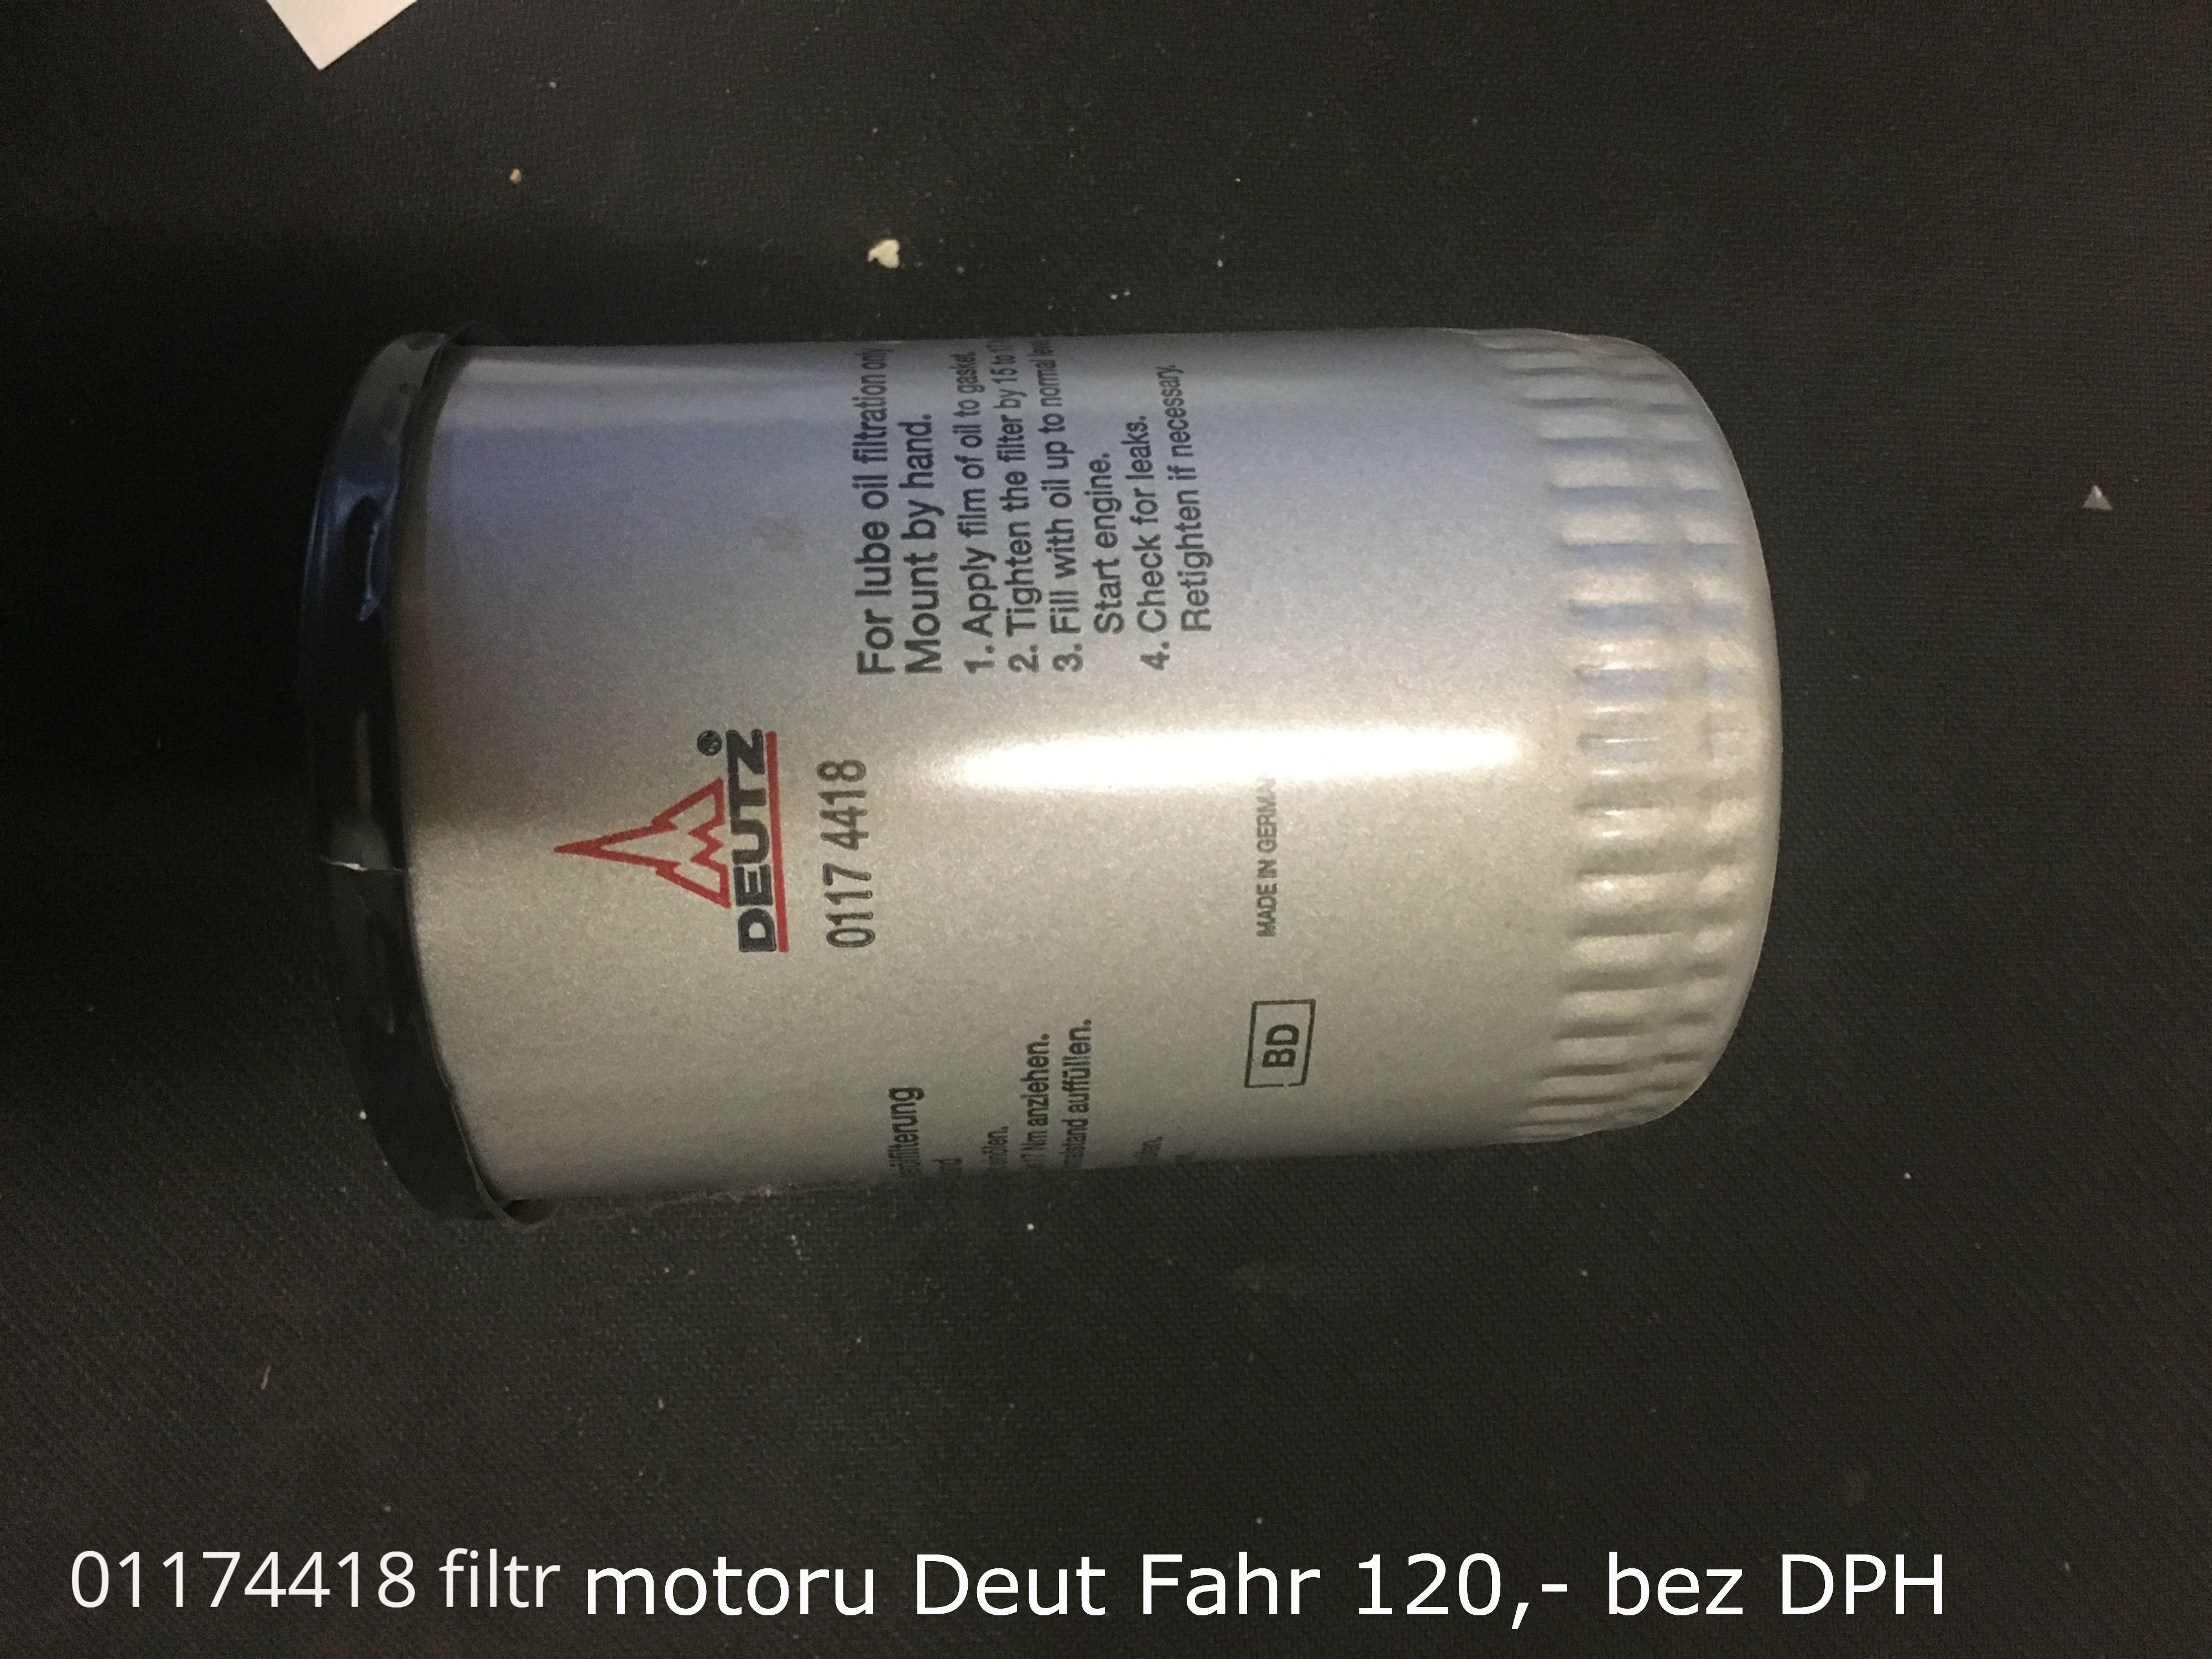 DEUTZ®
0117 4418
For lube oil filtration only
Mount by hand.
1. Apply film of oil to gasket
2. Tighten the filter by 15 to
3. Fill with oil up to normal
Start engine.
4. Check for leaks.
Retighten if necessary.
MADE IN
BD
Nm anziehen.
auffüllen.
01174418 filtr motoru Deut Fahr 120,- bez DPH